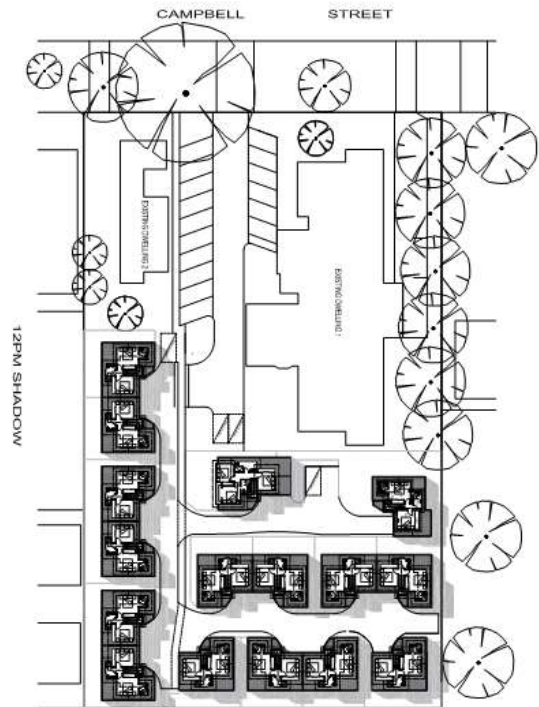 CAMPBELL STREET
EXISTING DWELLING 2
EXISTING DWELLING 1
12PM SHADOW